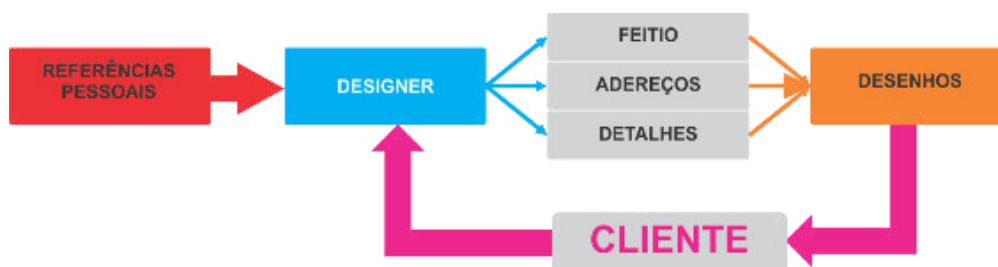 REFERÊNCIAS
PESSOAIS
DESIGNER
FEITIO
ADEREÇOS
DETALHES
DESENHOS
CLIENTE